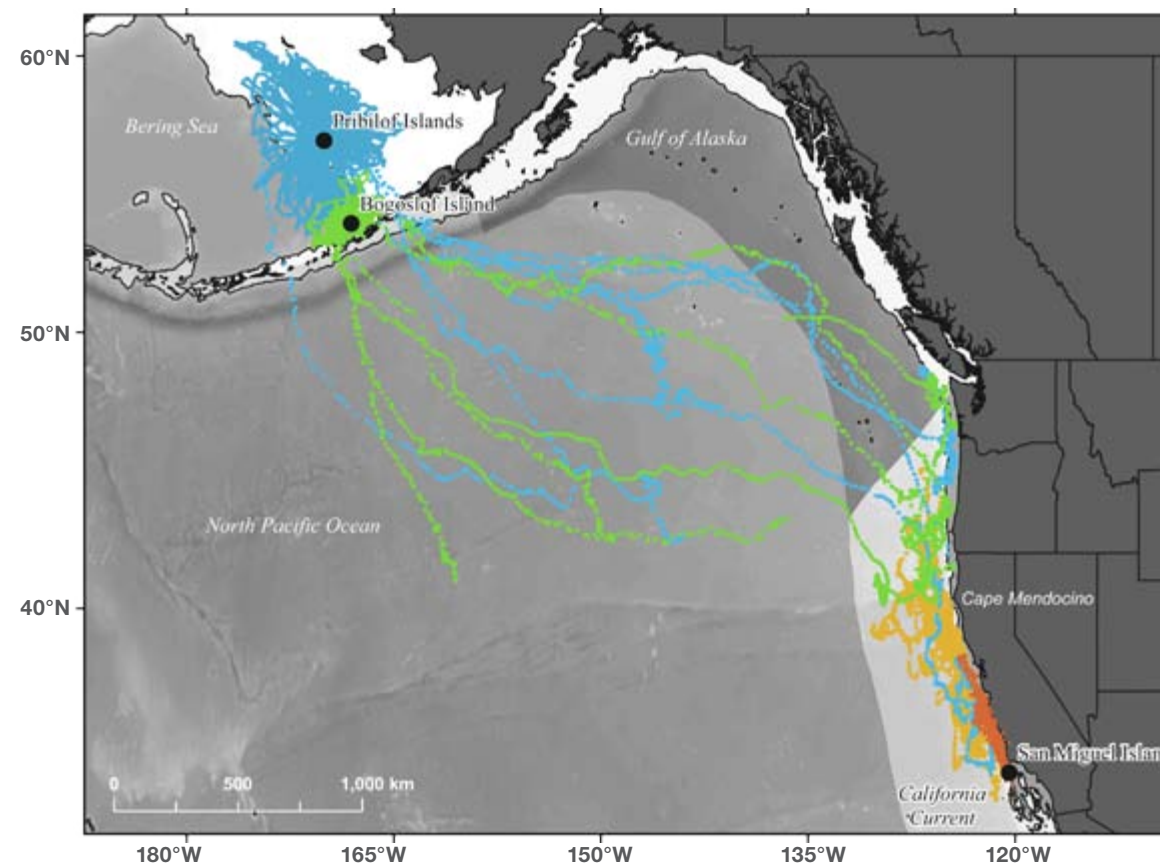 60°N
Bering Sea
Pribilof Islands
Gulf of Alaska
Bogoslof Island
50°N
North Pacific Ocean
40°N
Cape Mendocino
San Miguel Islan
0 500 1,000 km
California
Current
180°W 165°W 150°W 135°W 120°W